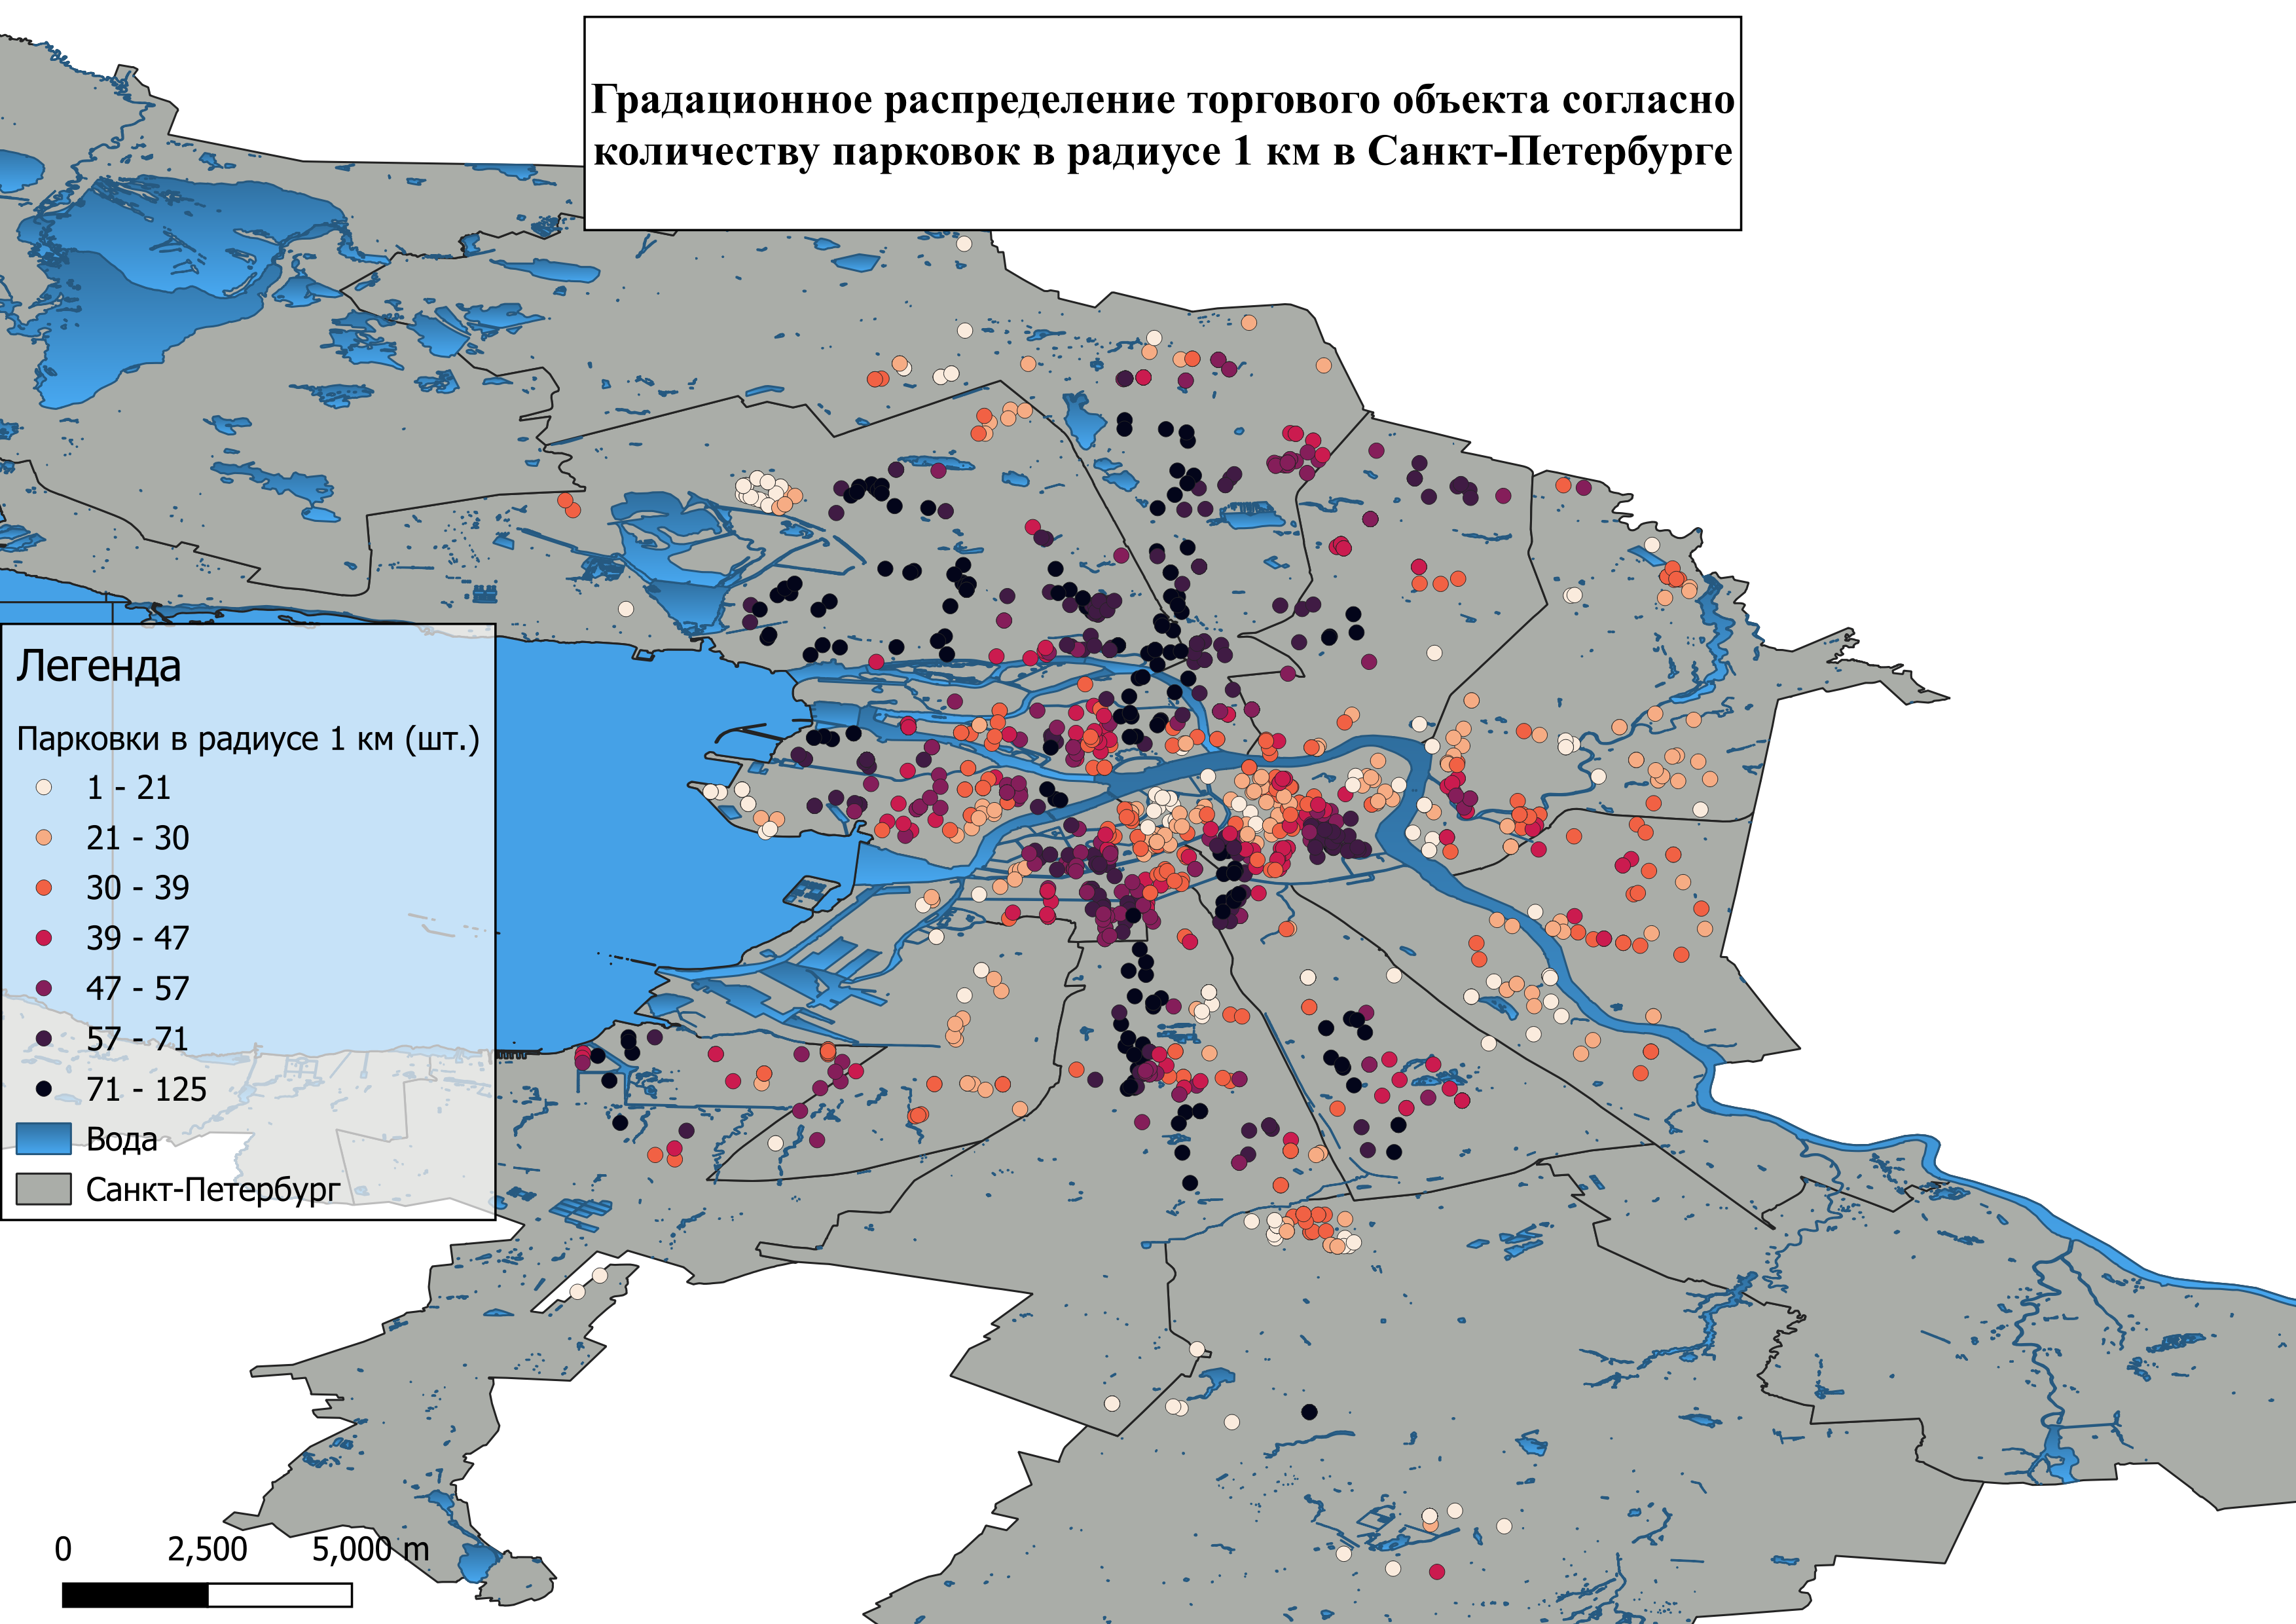 Градационное распределение торгового объекта согласно
количеству парковок в радиусе 1 км в Санкт-Петербурге
Легенда
Парковки в радиусе 1 км (шт.)
1 - 21
21 - 30
30 - 39
39 - 47
47 - 57
57 - 71
71 - 125
Вода
Санкт-Петербург
0 2,500 5,000 m